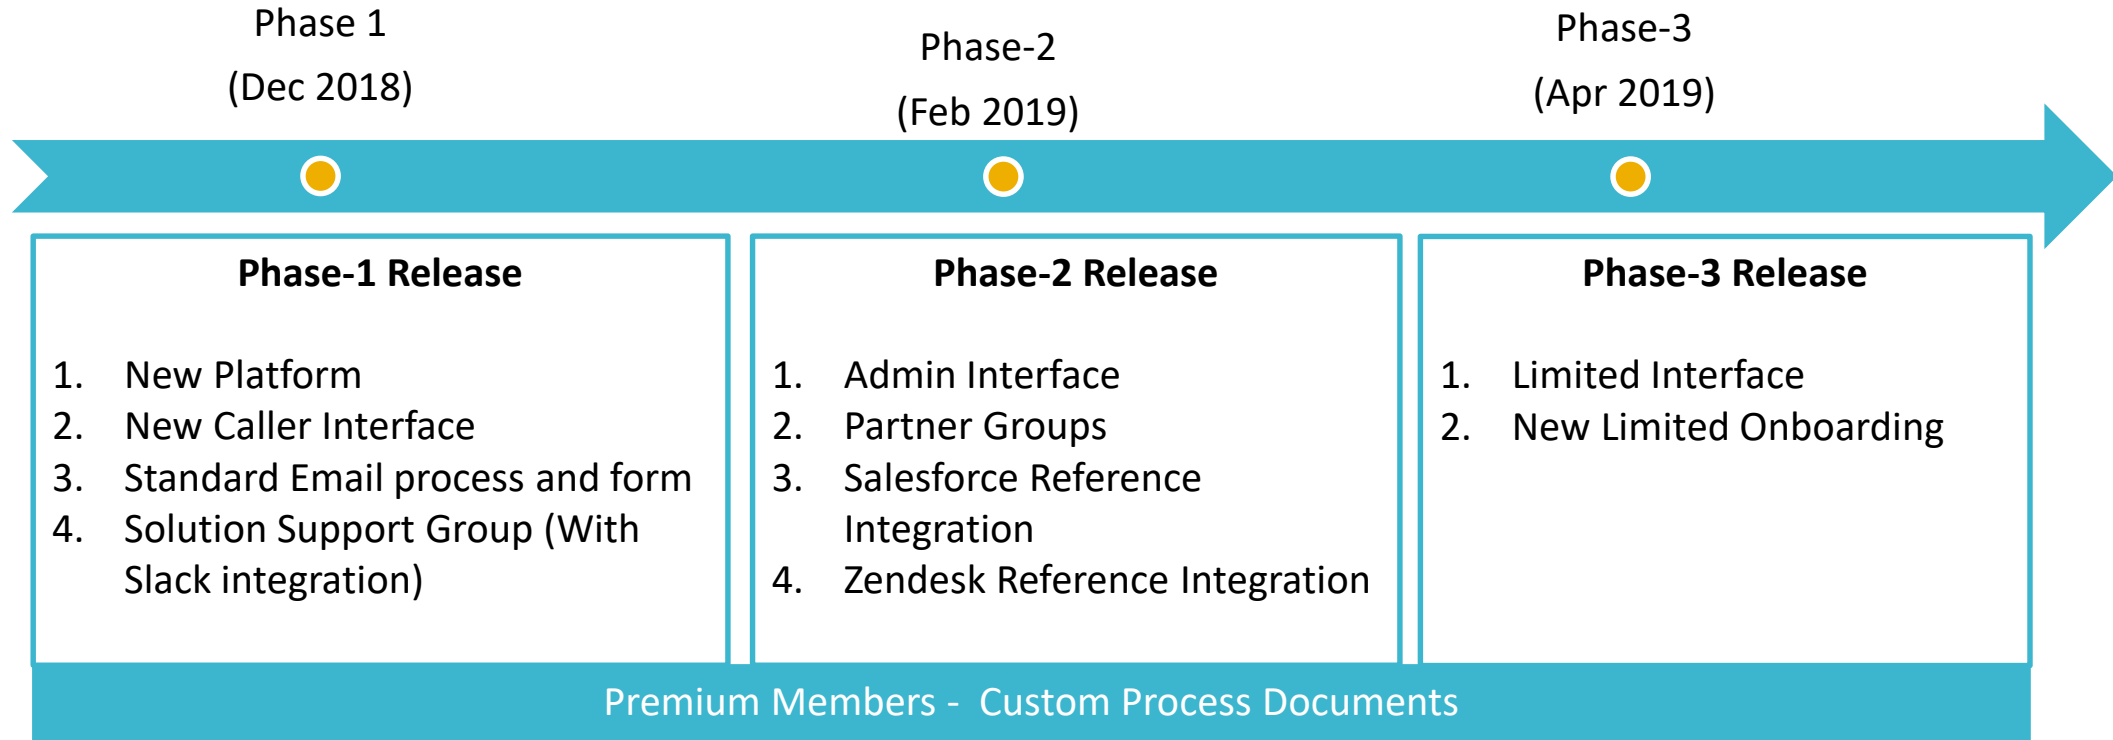 Phase 1
(Dec 2018)
Phase-2
(Feb 2019)
Phase-3
(Apr 2019)
Phase-1 Release
1. New Platform
2. New Caller Interface
3. Standard Email process and form
4. Solution Support Group (With
Slack integration)
Phase-2 Release
1. Admin Interface
2. Partner Groups
3. Salesforce Reference
Integration
4. Zendesk Reference Integration
Phase-3 Release
1. Limited Interface
2. New Limited Onboarding
Premium Members - Custom Process Documents